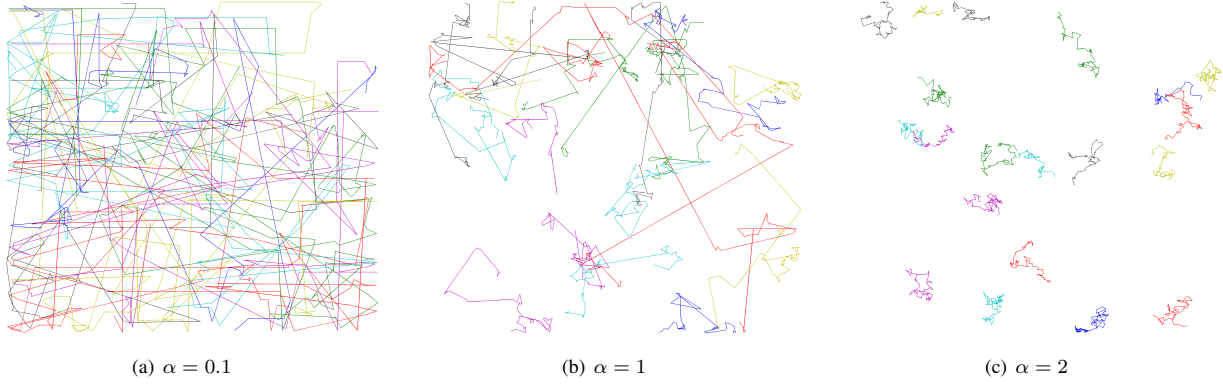 (a) α = 0.1
(b) α = 1
(c) α = 2